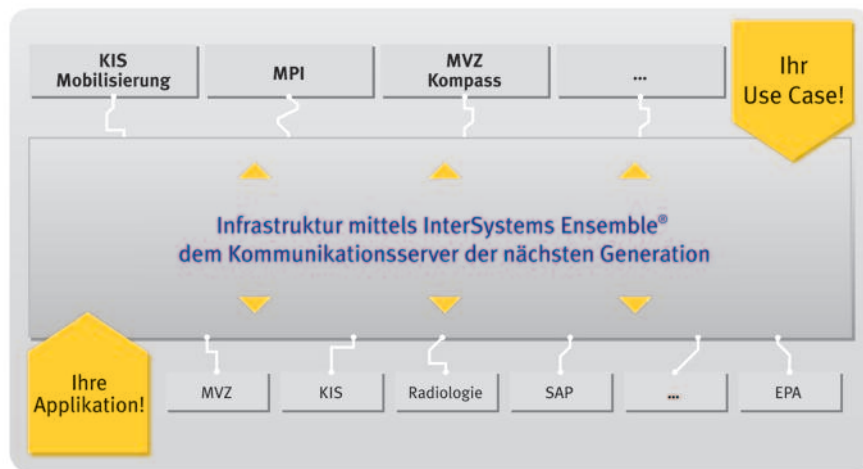 KIS
Mobilisierung
MPI
MVZ
Kompass
...
Ihr
Use Case!
Infrastruktur mittels InterSystems Ensemble®
dem Kommunikationsserver der nächsten Generation
Ihre
Applikation!
MVZ
KIS
Radiologie
SAP
...
EPA